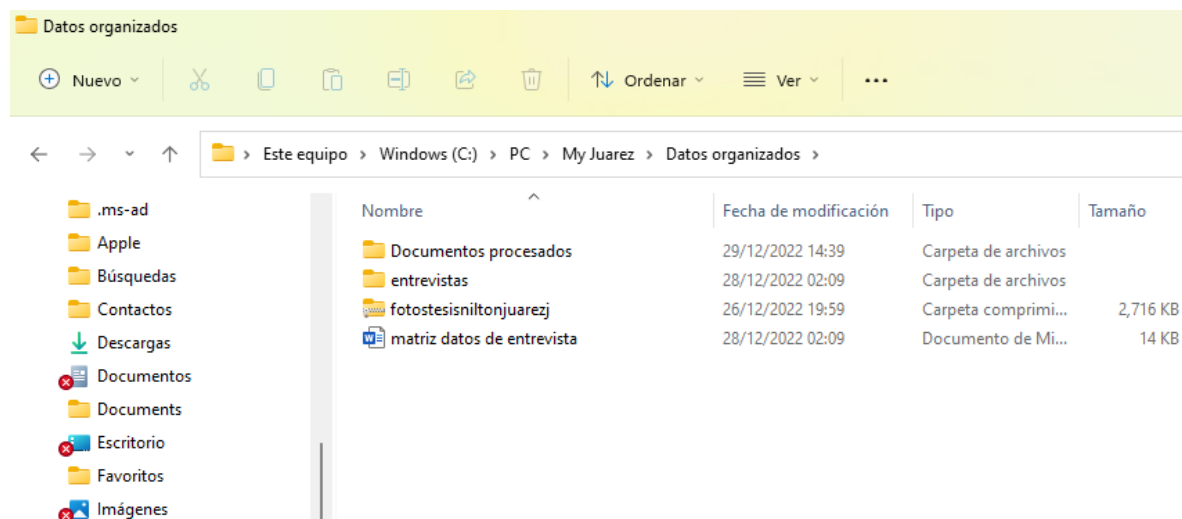 Datos organizados
Nuevo Ordenar Ver •••
Este equipo > Windows (C:) > PC > My Juarez > Datos organizados >
.ms-ad
Apple
Búsquedas
Contactos
Descargas
Documentos
Documents
Escritorio
Favoritos
Imágenes
Nombre Fecha de modificación Tipo Tamaño
Documentos procesados 29/12/2022 14:39 Carpeta de archivos
entrevistas 28/12/2022 02:09 Carpeta de archivos
fotostesisniltonjuarezj 26/12/2022 19:59 Carpeta comprimi... 2,716 KB
matriz datos de entrevista 28/12/2022 02:09 Documento de Mi... 14 KB